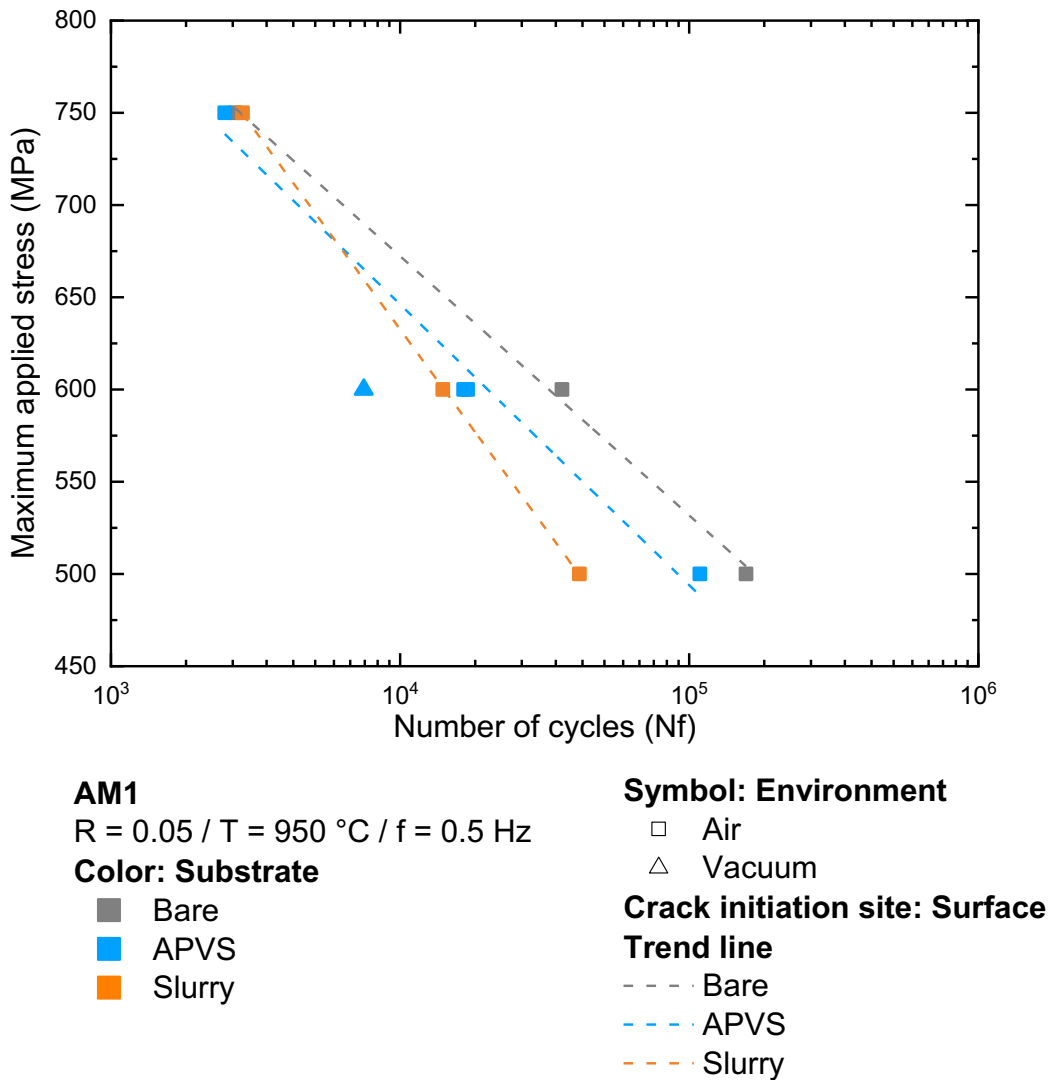 800
750
700
650
600
550
500
450
Maximum applied stress (MPa)
10³
10⁴
10⁵
10⁶
Number of cycles (Nf)
AM1
R = 0.05 / T = 950 °C / f = 0.5 Hz
Color: Substrate
Bare
APVS
Slurry
Symbol: Environment
Air
Vacuum
Crack initiation site: Surface
Trend line
Bare
APVS
Slurry